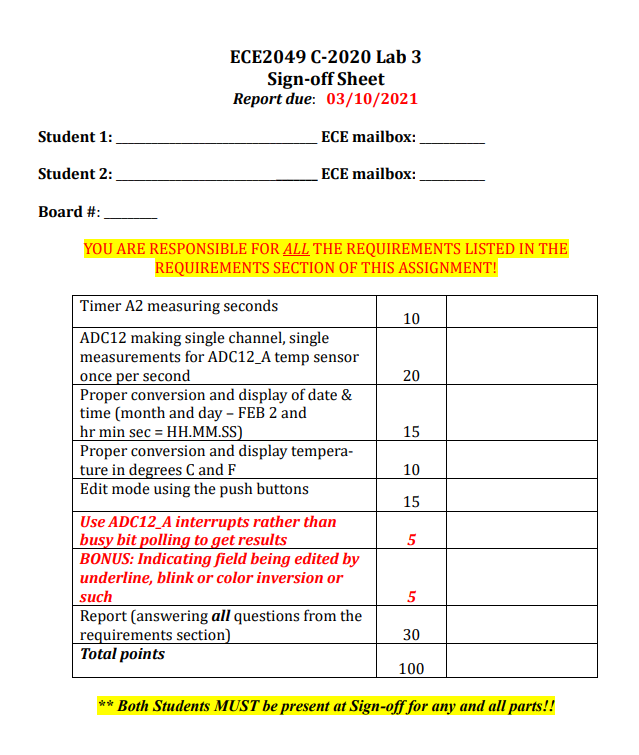 ECE2049 C-2020 Lab 3
Sign-off Sheet
Report due: 03/10/2021
Student 1: ______________________________ ECE mailbox: __________
Student 2: ______________________________ ECE mailbox: __________
Board #: ________
YOU ARE RESPONSIBLE FOR ALL THE REQUIREMENTS LISTED IN THE
REQUIREMENTS SECTION OF THIS ASSIGNMENT!
Timer A2 measuring seconds
10
ADC12 making single channel, single
measurements for ADC12_A temp sensor
once per second
20
Proper conversion and display of date &
time (month and day – FEB 2 and
hr min sec = HH.MM.SS)
15
Proper conversion and display tempera-
ture in degrees C and F
10
Edit mode using the push buttons
15
Use ADC12_A interrupts rather than
busy bit polling to get results
5
BONUS: Indicating field being edited by
underline, blink or color inversion or
such
5
Report (answering all questions from the
requirements section)
30
Total points
100
** Both Students MUST be present at Sign-off for any and all parts!!